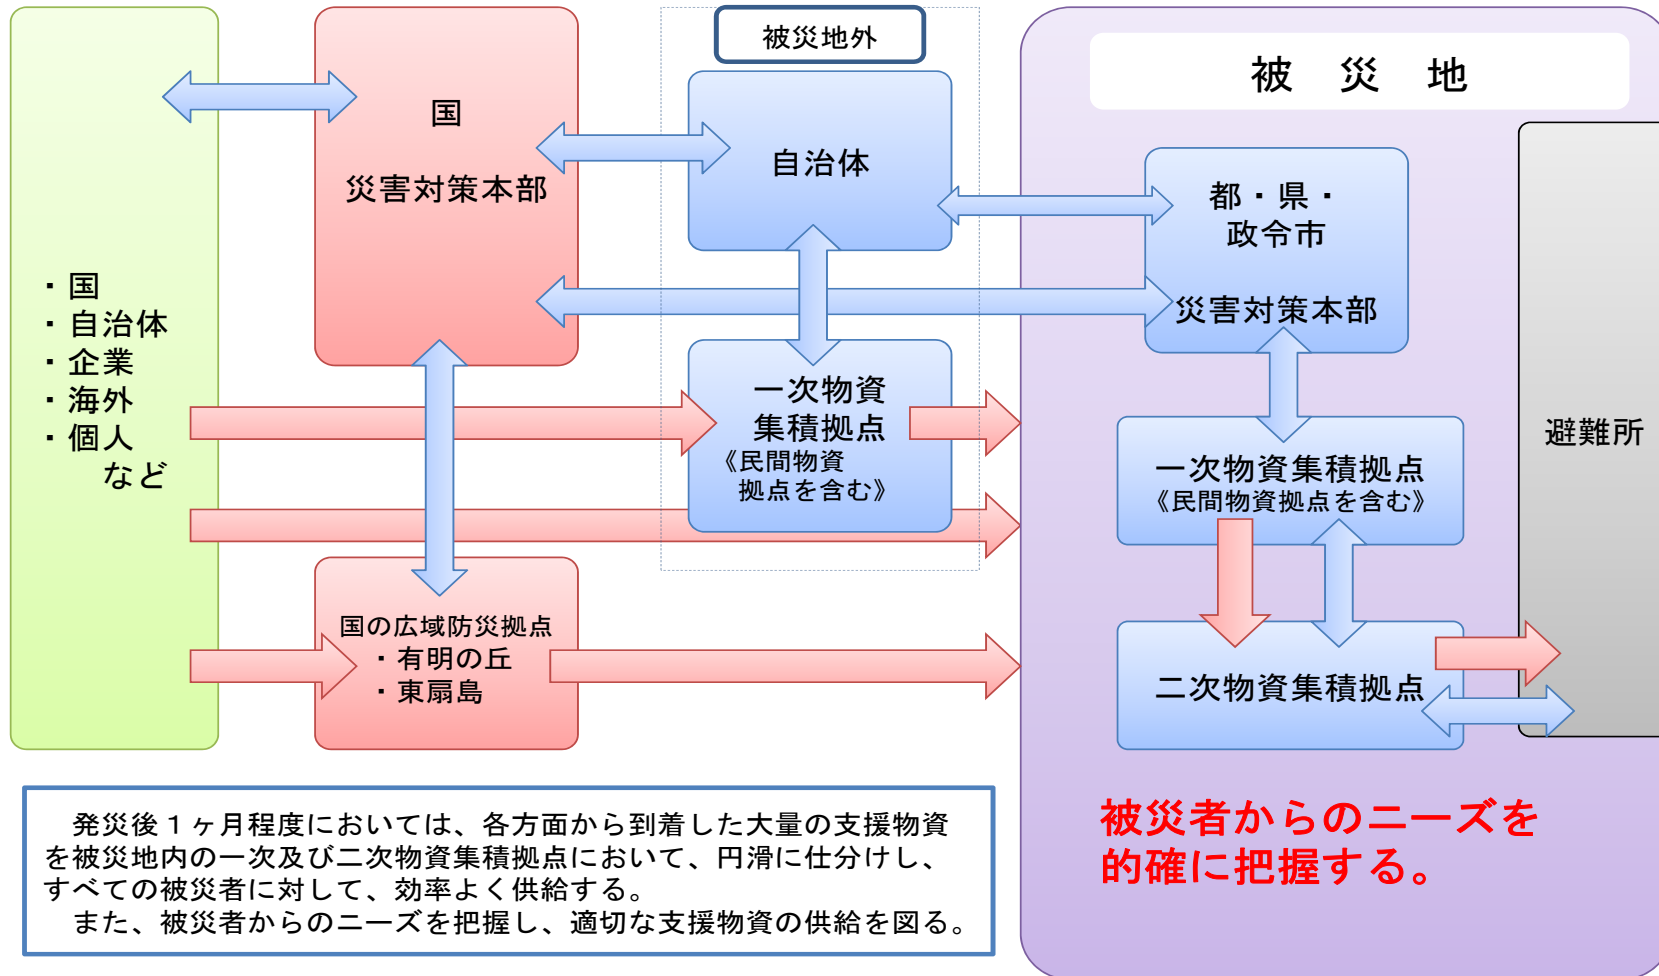 ・国
・自治体
・企業
・海外
・個人
など
国
災害対策本部
国の広域防災拠点
・有明の丘
・東扇島
被災地外
自治体
一次物資
集積拠点
《民間物資
拠点を含む》
被 災 地
都・県・
政令市
災害対策本部
一次物資集積拠点
《民間物資拠点を含む》
二次物資集積拠点
避難所
発災後１ヶ月程度においては、各方面から到着した大量の支援物資
を被災地内の一次及び二次物資集積拠点において、円滑に仕分けし、
すべての被災者に対して、効率よく供給する。
また、被災者からのニーズを把握し、適切な支援物資の供給を図る。
被災者からのニーズを
的確に把握する。